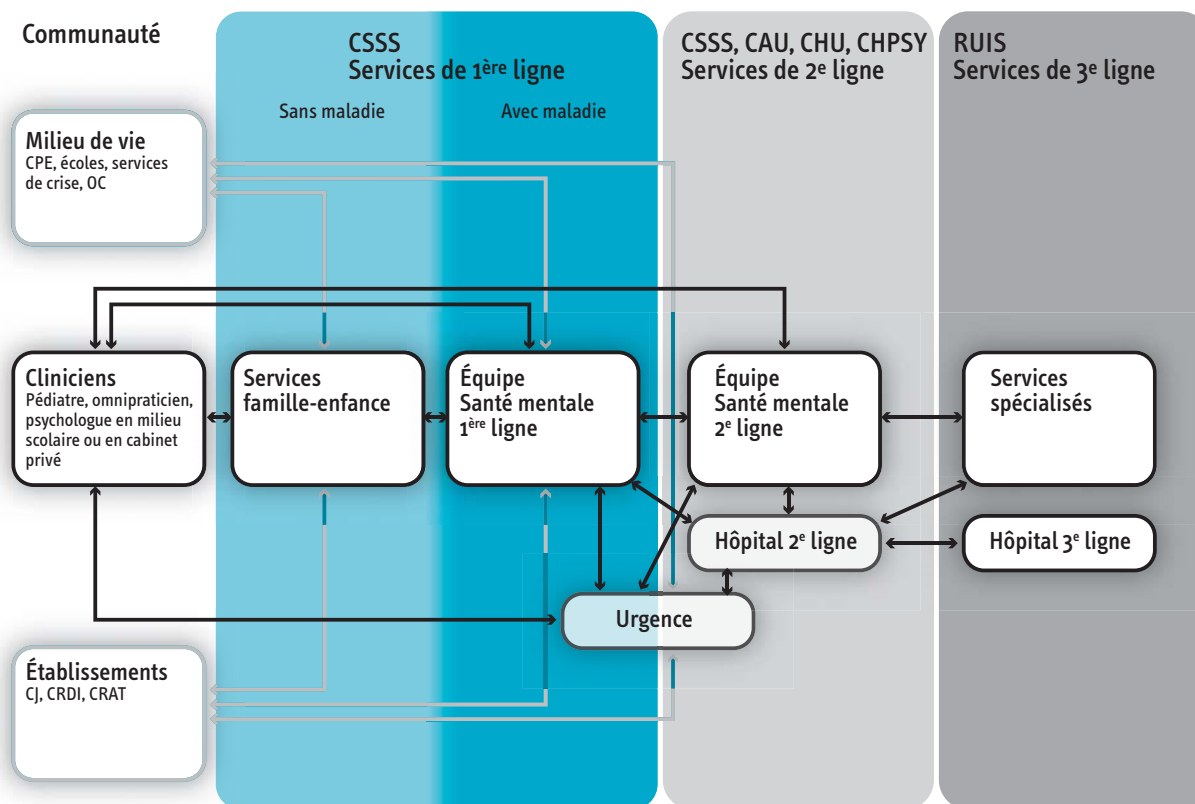 Communauté
CSSS
Services de 1ère ligne
CSSS, CAU, CHU, CHPSY
Services de 2e ligne
RUIS
Services de 3e ligne
Sans maladie
Avec maladie
Milieu de vie
CPE, écoles, services
de crise, OC
Cliniciens
Pédiatre, omnipraticien,
psychologue en milieu
scolaire ou en cabinet
privé
Services
famille-enfance
Équipe
Santé mentale
1ère ligne
Équipe
Santé mentale
2e ligne
Services
spécialisés
Hôpital 2e ligne
Hôpital 3e ligne
Urgence
Établissements
CJ, CRDI, CRAT